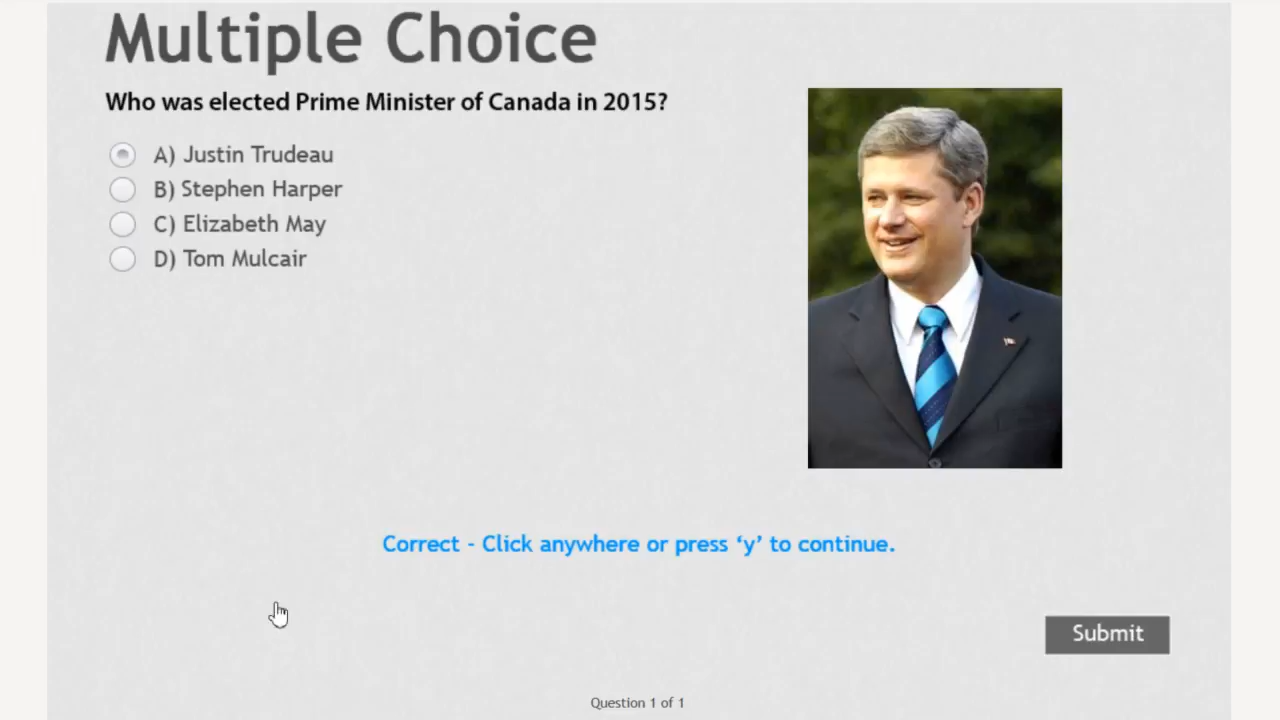 Multiple Choice
Who was elected Prime Minister of Canada in 2015?
A) Justin Trudeau
B) Stephen Harper
C) Elizabeth May
D) Tom Mulcair
Correct - Click anywhere or press ‘y’ to continue.
Submit
Question 1 of 1